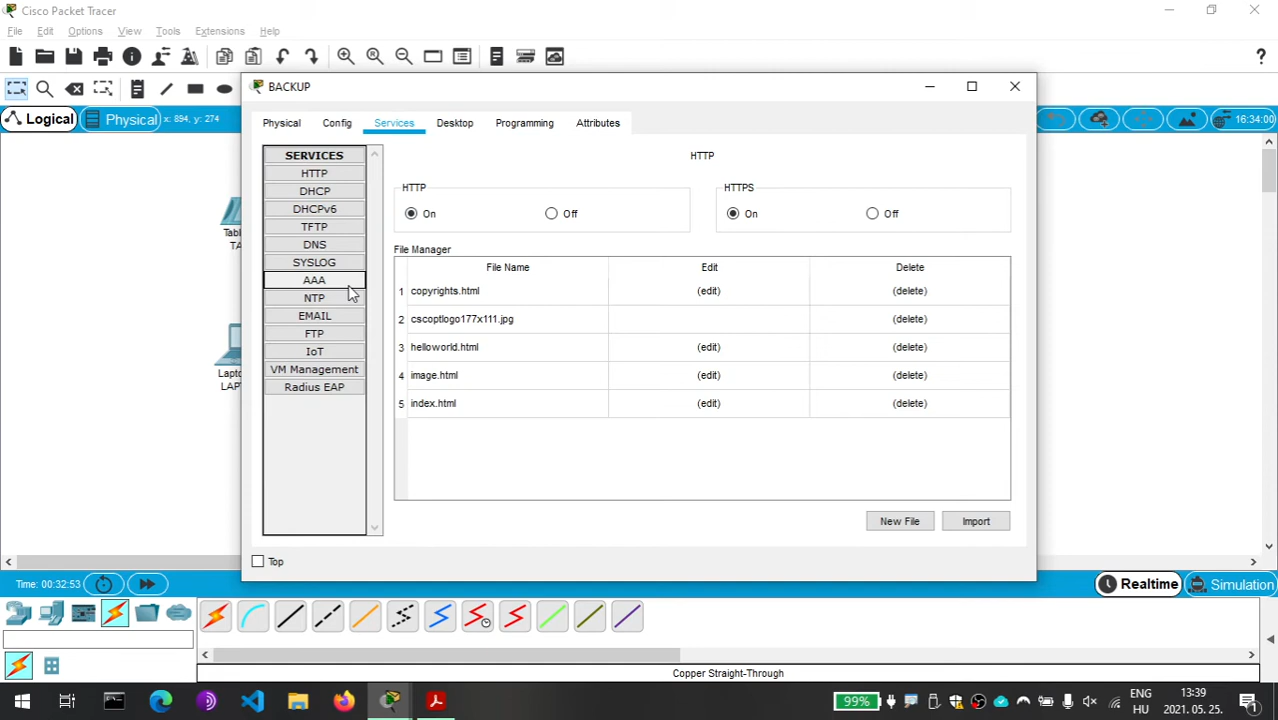 Cisco Packet Tracer
File Edit Options View Tools Extensions Help
?
Logical Physical x: 894, y: 274 16:34:00
BACKUP
Physical Config Services Desktop Programming Attributes
SERVICES
HTTP
DHCP
DHCPv6
TFTP
DNS
SYSLOG
AAA
NTP
EMAIL
FTP
IoT
VM Management
Radius EAP
HTTP
HTTP
On Off
HTTPS
On Off
File Manager
File Name Edit Delete
1 copyrights.html (edit) (delete)
2 cscoptlogo177x111.jpg (delete)
3 helloworld.html (edit) (delete)
4 image.html (edit) (delete)
5 index.html (edit) (delete)
New File Import
Top
Tabl
TA
Lapto
LAP
Time: 00:32:53 Realtime Simulation
Copper Straight-Through
99% ENG 13:39
HU 2021. 05. 25. 1